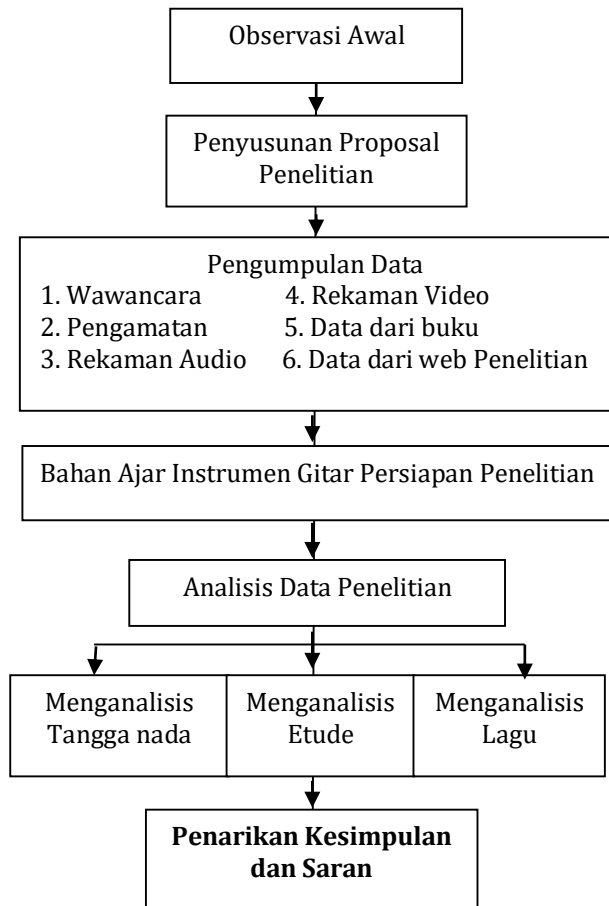 Observasi Awal
Penyusunan Proposal
Penelitian
Pengumpulan Data
1. Wawancara 4. Rekaman Video
2. Pengamatan 5. Data dari buku
3. Rekaman Audio 6. Data dari web Penelitian
Bahan Ajar Instrumen Gitar Persiapan Penelitian
Analisis Data Penelitian
Menganalisis
Tangga nada
Menganalisis
Etude
Menganalisis
Lagu
Penarikan Kesimpulan
dan Saran